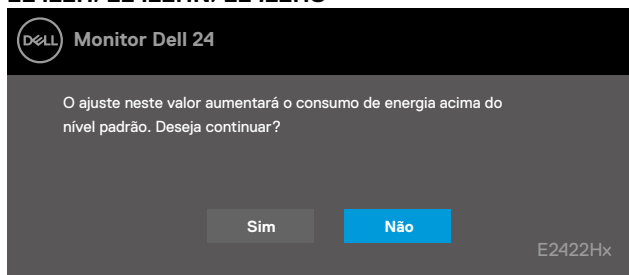 DELL Monitor Dell 24
O ajuste neste valor aumentará o consumo de energia acima do
nível padrão. Deseja continuar?
Sim Não
E2422Hx